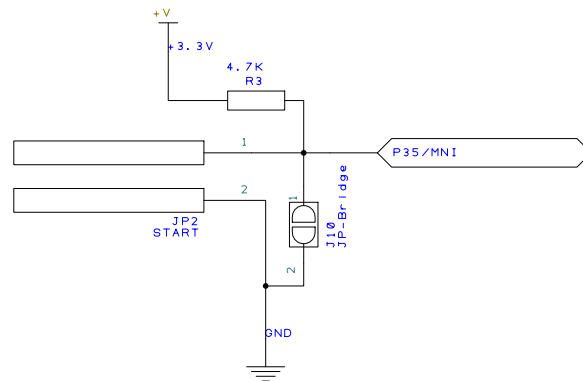 +V
+3.3V
4.7K
R3
1
P35/MNI
2
JP2
START
1
J10
JP-Bridge
2
GND